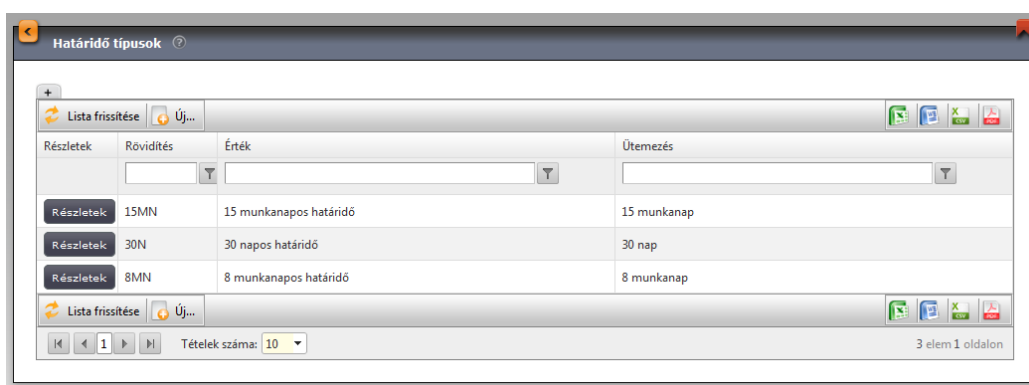 Határidő típusok ?
+
Lista frissítése Új...
Részletek Rövidítés Érték Ütemezés
Részletek 15MN 15 munkanapos határidő 15 munkanap
Részletek 30N 30 napos határidő 30 nap
Részletek 8MN 8 munkanapos határidő 8 munkanap
Lista frissítése Új...
1 Tételek száma: 10 3 elem 1 oldalon